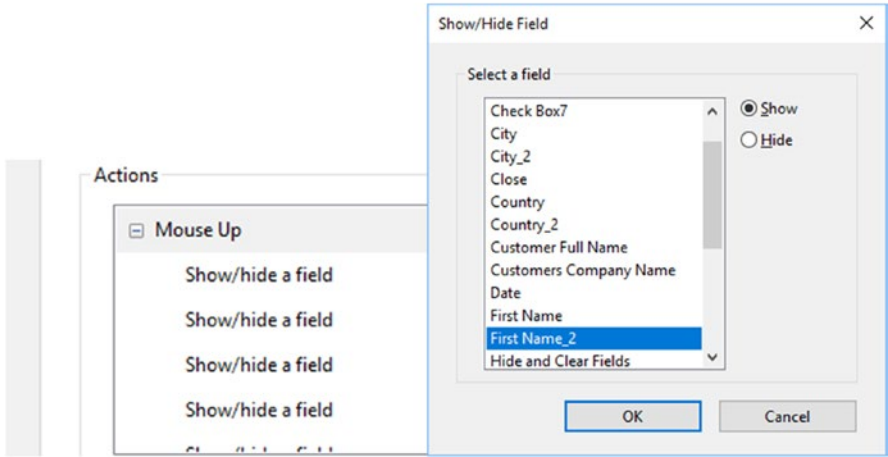 Show/Hide Field
Select a field
Check Box7
City
City_2
Close
Country
Country_2
Customer Full Name
Customers Company Name
Date
First Name
First Name_2
Hide and Clear Fields
Show
Hide
OK
Cancel
Actions
Mouse Up
Show/hide a field
Show/hide a field
Show/hide a field
Show/hide a field